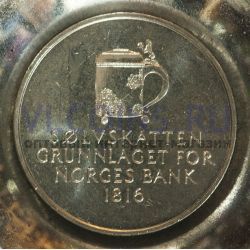 SØLVSKATTEN
GRUNNLAGET FOR
NORGES BANK
1816